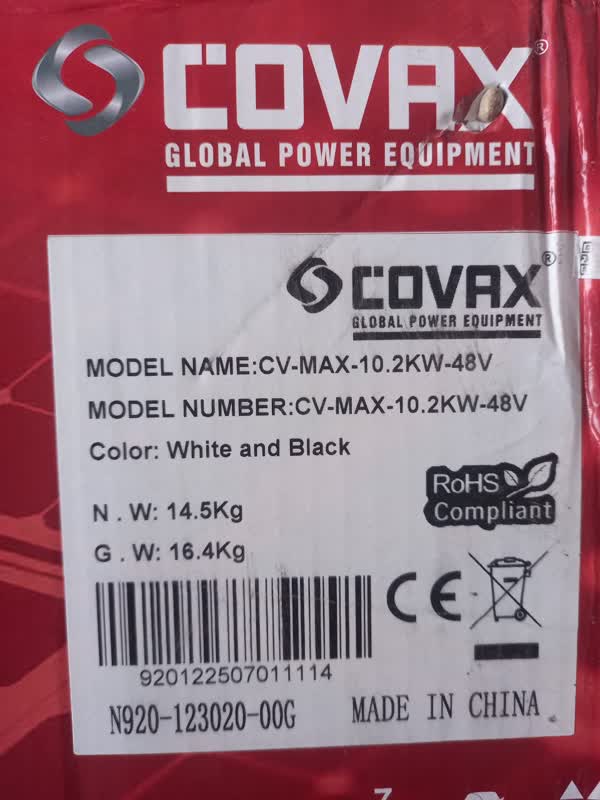 COVAX®
GLOBAL POWER EQUIPMENT
COVAX®
GLOBAL POWER EQUIPMENT
MODEL NAME:CV-MAX-10.2KW-48V
MODEL NUMBER:CV-MAX-10.2KW-48V
Color: White and Black
RoHS
Compliant
N . W: 14.5Kg
G . W: 16.4Kg
CE
920122507011114
N920-123020-00G
MADE IN CHINA
7